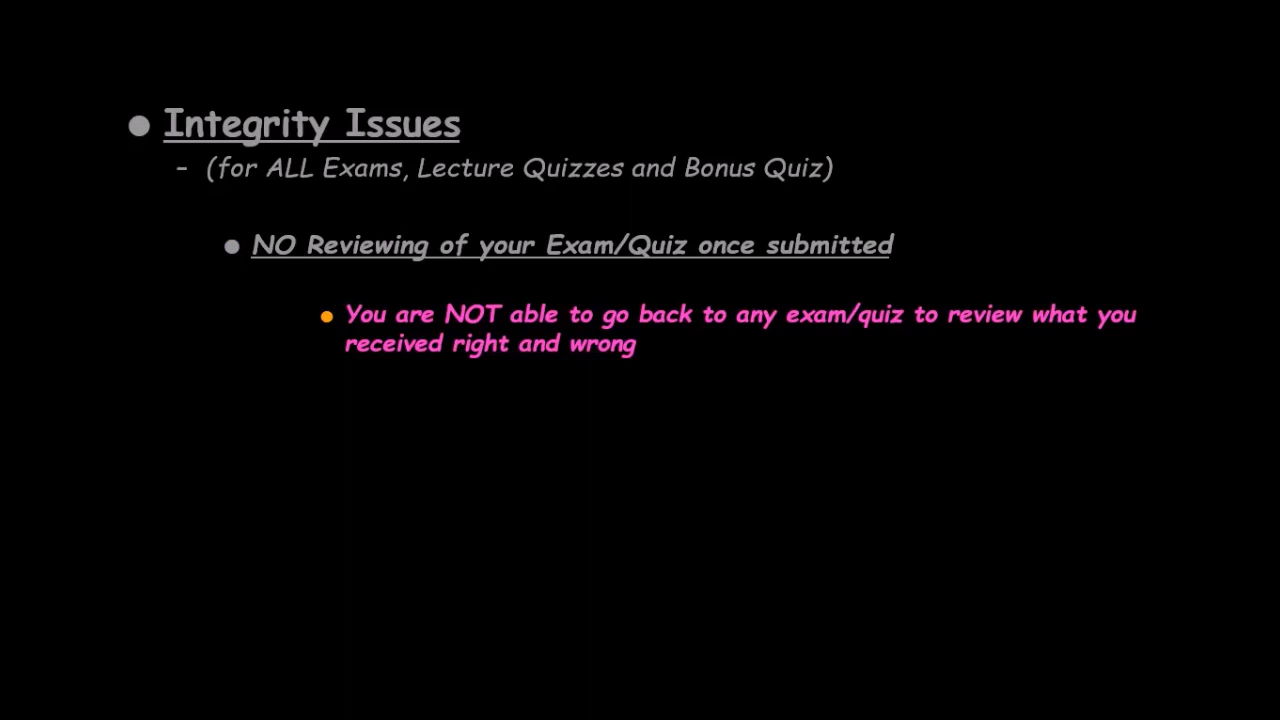 ● Integrity Issues
– (for ALL Exams, Lecture Quizzes and Bonus Quiz)
● NO Reviewing of your Exam/Quiz once submitted
● You are NOT able to go back to any exam/quiz to review what you
received right and wrong